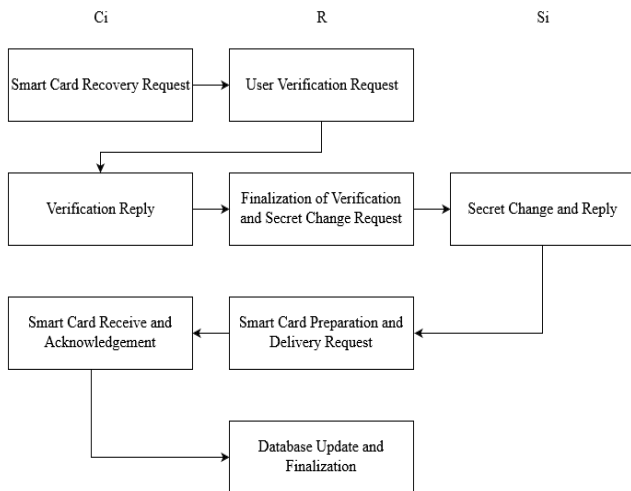 Ci
R
Si
Smart Card Recovery Request
User Verification Request
Verification Reply
Finalization of Verification
and Secret Change Request
Secret Change and Reply
Smart Card Receive and
Acknowledgement
Smart Card Preparation and
Delivery Request
Database Update and
Finalization